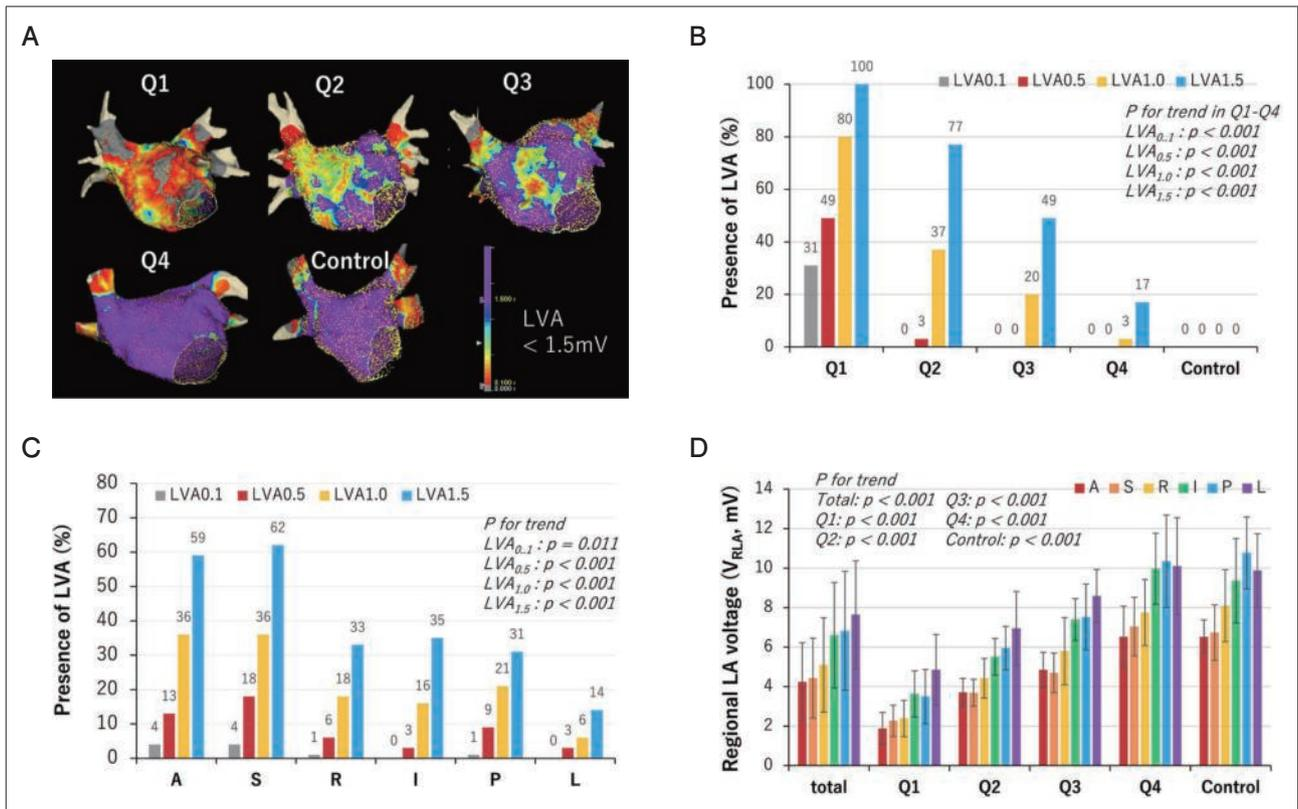 A
Q1
Q2
Q3
Q4
Control
1.500
0.100
0.000
LVA
< 1.5mV
B
Presence of LVA (%)
100
80
60
40
20
0
LVA0.1 LVA0.5 LVA1.0 LVA1.5
P for trend in Q1-Q4
LVA0..1 : p < 0.001
LVA0.5 : p < 0.001
LVA1.0 : p < 0.001
LVA1.5 : p < 0.001
31 49 80 100
0 3 37 77
0 0 20 49
0 0 3 17
0 0 0 0
Q1 Q2 Q3 Q4 Control
C
Presence of LVA (%)
80
70
60
50
40
30
20
10
0
LVA0.1 LVA0.5 LVA1.0 LVA1.5
P for trend
LVA0..1 : p = 0.011
LVA0.5 : p < 0.001
LVA1.0 : p < 0.001
LVA1.5 : p < 0.001
4 13 36 59
4 18 36 62
1 6 18 33
0 3 16 35
1 9 21 31
0 3 6 14
A S R I P L
D
Regional LA voltage (VRLA, mV)
14
12
10
8
6
4
2
0
P for trend
Total: p < 0.001 Q3: p < 0.001
Q1: p < 0.001 Q4: p < 0.001
Q2: p < 0.001 Control: p < 0.001
A S R I P L
total Q1 Q2 Q3 Q4 Control